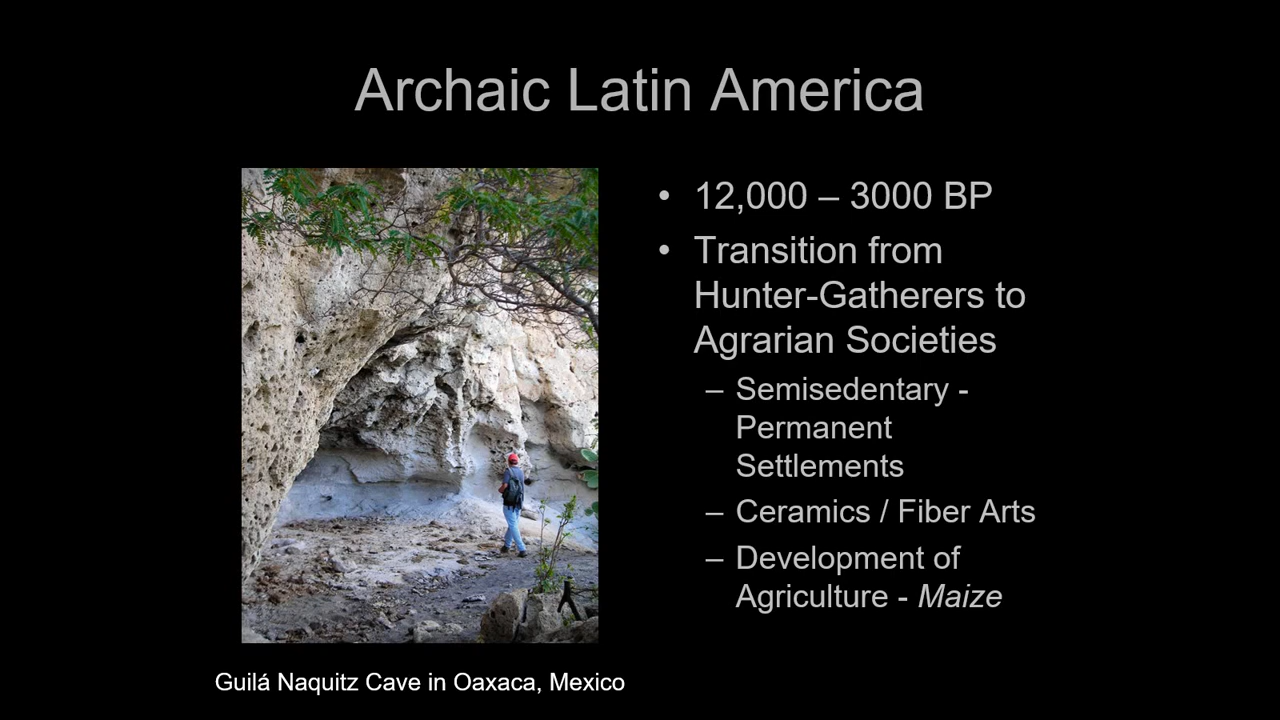 Archaic Latin America
• 12,000 – 3000 BP
• Transition from
Hunter-Gatherers to
Agrarian Societies
– Semisedentary -
Permanent
Settlements
– Ceramics / Fiber Arts
– Development of
Agriculture - Maize
Guilá Naquitz Cave in Oaxaca, Mexico